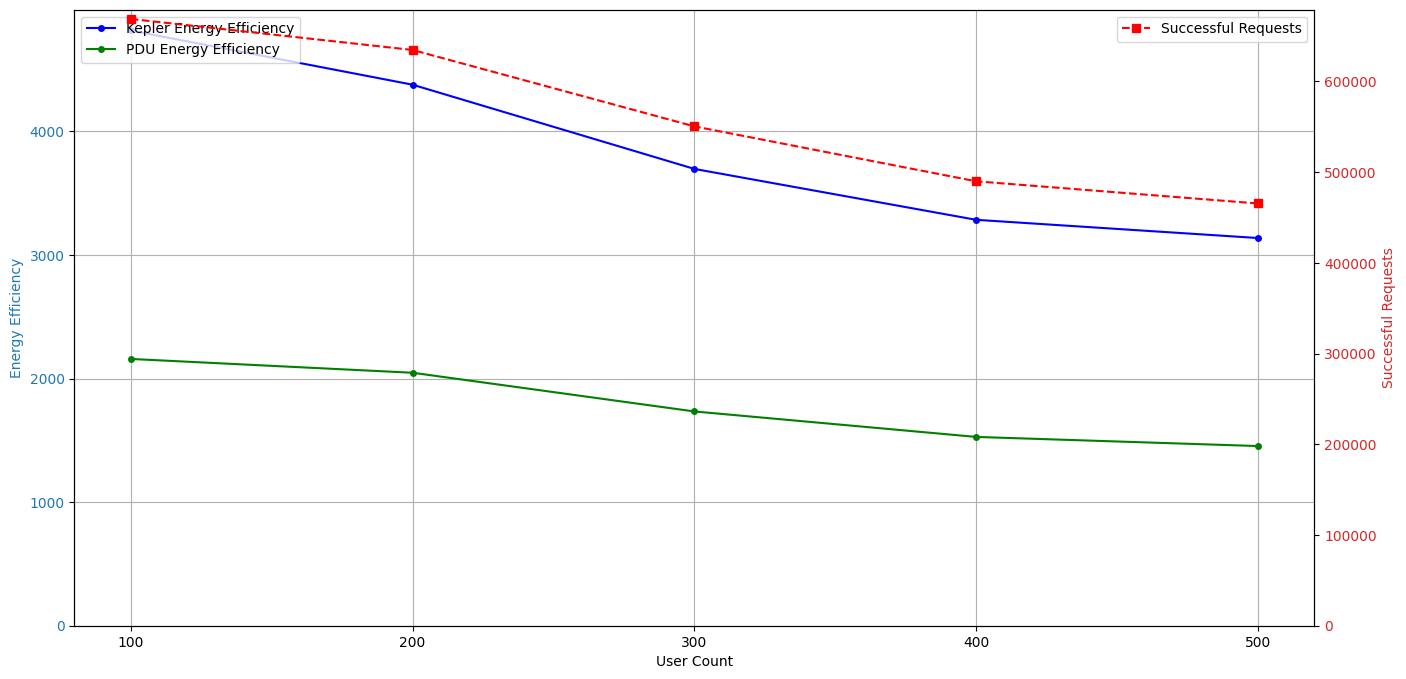 Kepler Energy Efficiency
PDU Energy Efficiency
Successful Requests
4000
3000
2000
1000
0
Energy Efficiency
600000
500000
400000
300000
200000
100000
0
Successful Requests
100
200
300
400
500
User Count